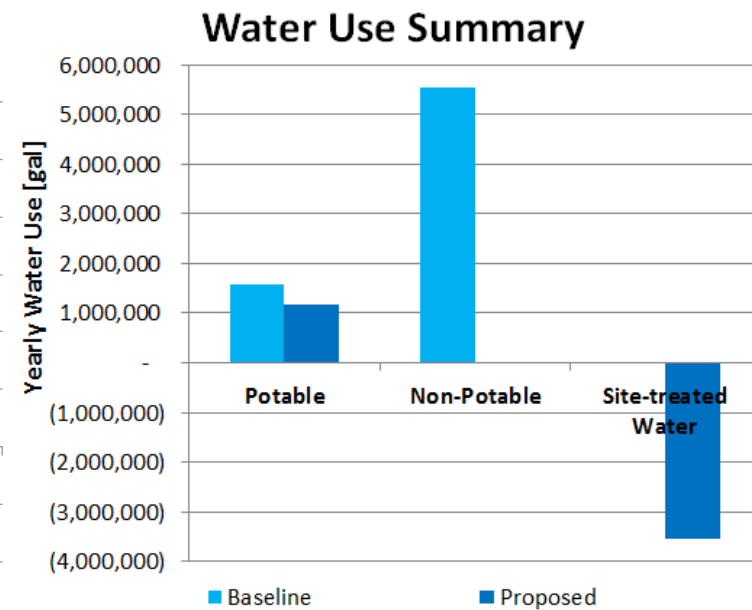 Water Use Summary
Yearly Water Use [gal]
6,000,000
5,000,000
4,000,000
3,000,000
2,000,000
1,000,000
-
(1,000,000)
(2,000,000)
(3,000,000)
(4,000,000)
Potable
Non-Potable
Site-treated
Water
Baseline
Proposed